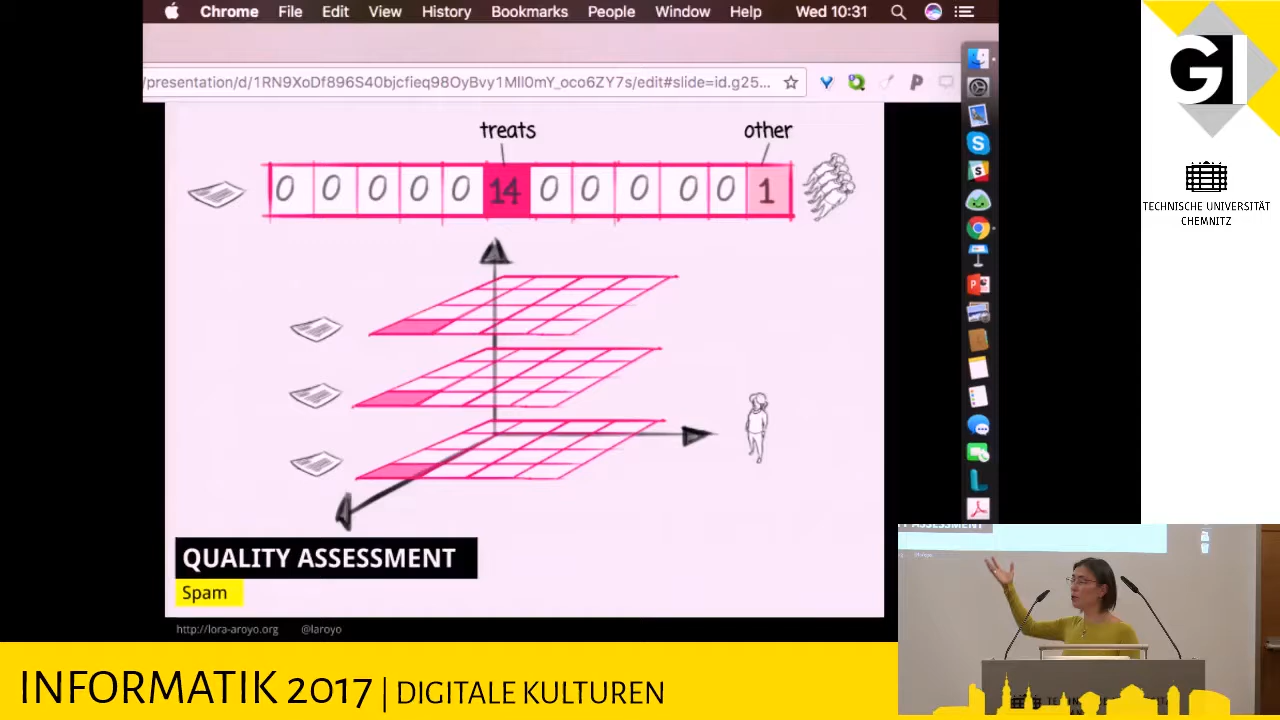 Chrome File Edit View History Bookmarks People Window Help Wed 10:31
/presentation/d/1RN9XoDf896S40bjcfieq98OyBvy1Mll0mY_oco6ZY7s/edit#slide=id.g25...
GI
TECHNISCHE UNIVERSITÄT
CHEMNITZ
treats other
0 0 0 0 0 14 0 0 0 0 0 1
QUALITY ASSESSMENT
Spam
http://lora-aroyo.org @laroyo
INFORMATIK 2017 | DIGITALE KULTUREN